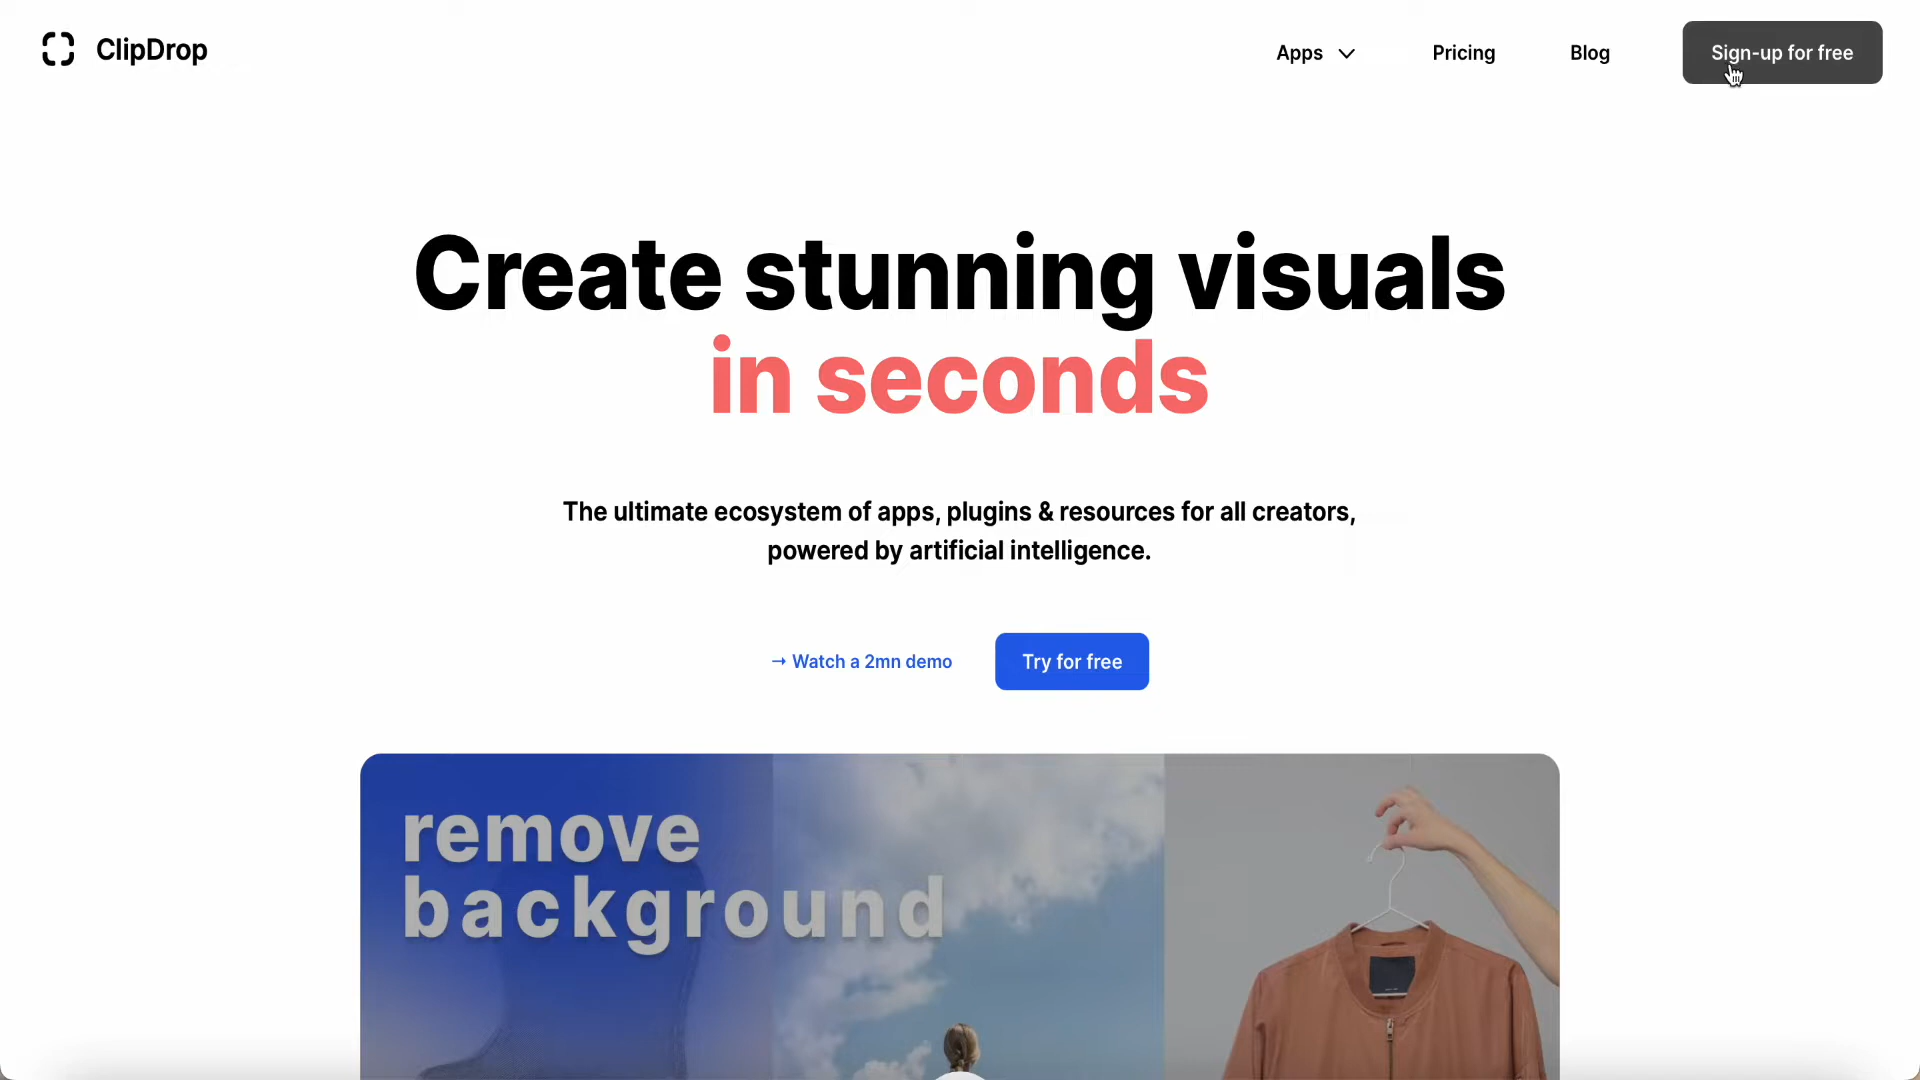 ClipDrop
Apps
Pricing
Blog
Sign-up for free
Create stunning visuals
in seconds
The ultimate ecosystem of apps, plugins & resources for all creators,
powered by artificial intelligence.
→ Watch a 2mn demo
Try for free
remove
background